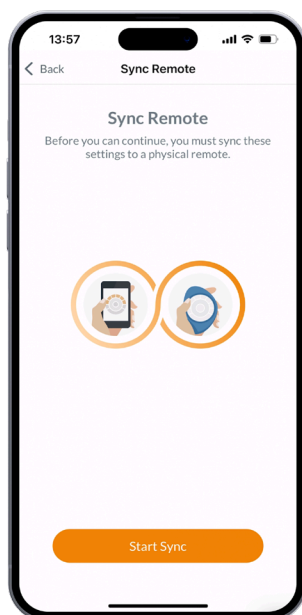 13:57
Back
Sync Remote
Sync Remote
Before you can continue, you must sync these
settings to a physical remote.
Start Sync